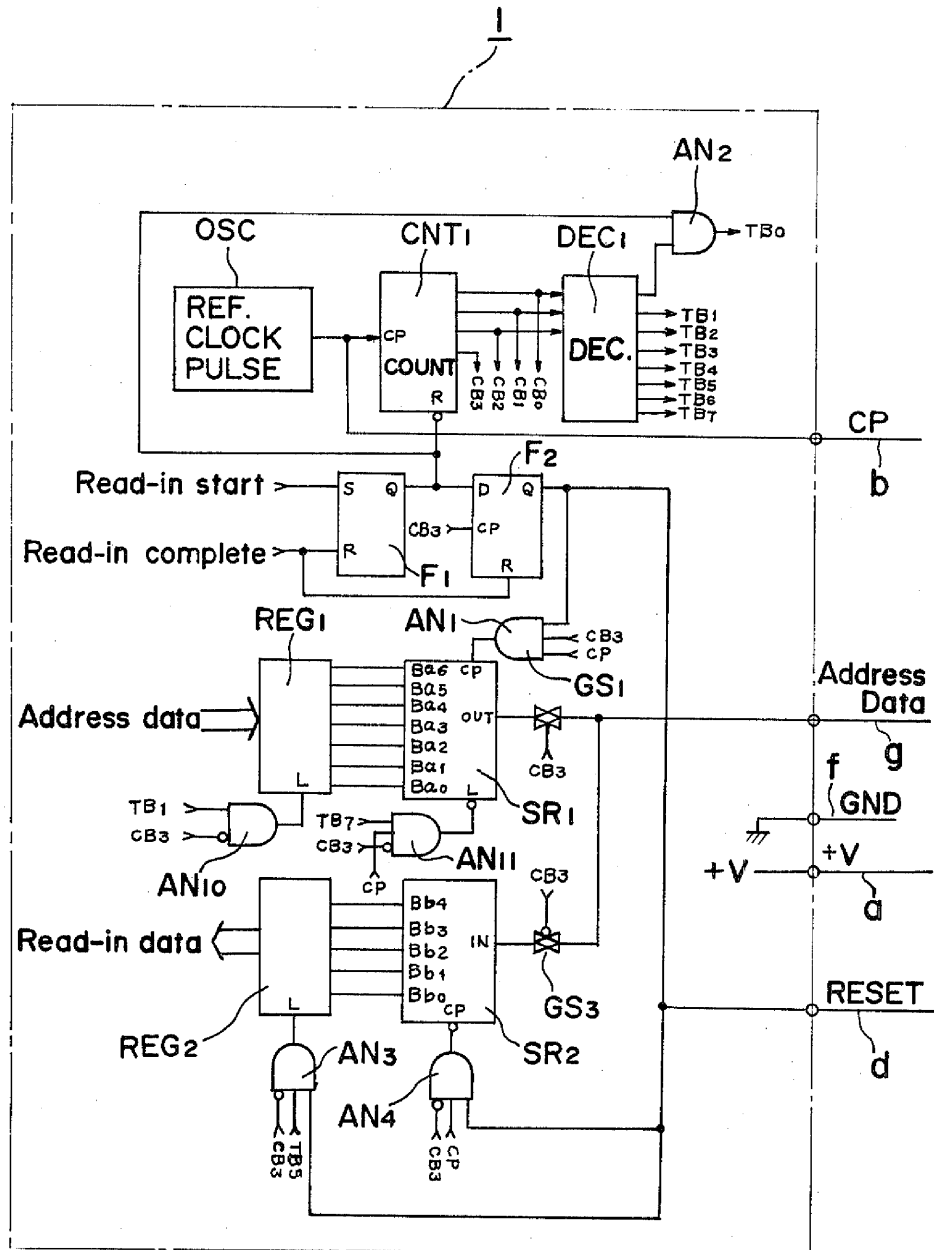 1
AN2
OSC
CNT1
DEC1
TB0
REF.
CLOCK
PULSE
CP
COUNT
R
DEC.
TB1
TB2
TB3
TB4
TB5
TB6
TB7
CB3
CB2
CB1
CB0
CP
b
F2
Read-in start
S
Q
D
Q
CB3
CP
Read-in complete
R
R
F1
AN1
REG1
CB3
CP
CP
GS1
Address data
Ba6
Ba5
Ba4
Ba3
Ba2
Ba1
Ba0
OUT
L
L
CB3
SR1
Address
Data
g
f
GND
TB1
CB3
AN10
TB7
CB3
CP
AN11
+V
+V
a
CB3
Read-in data
Bb4
Bb3
Bb2
Bb1
Bb0
IN
L
CP
GS3
REG2
SR2
RESET
d
AN3
AN4
CB3
TB5
CB3
CP